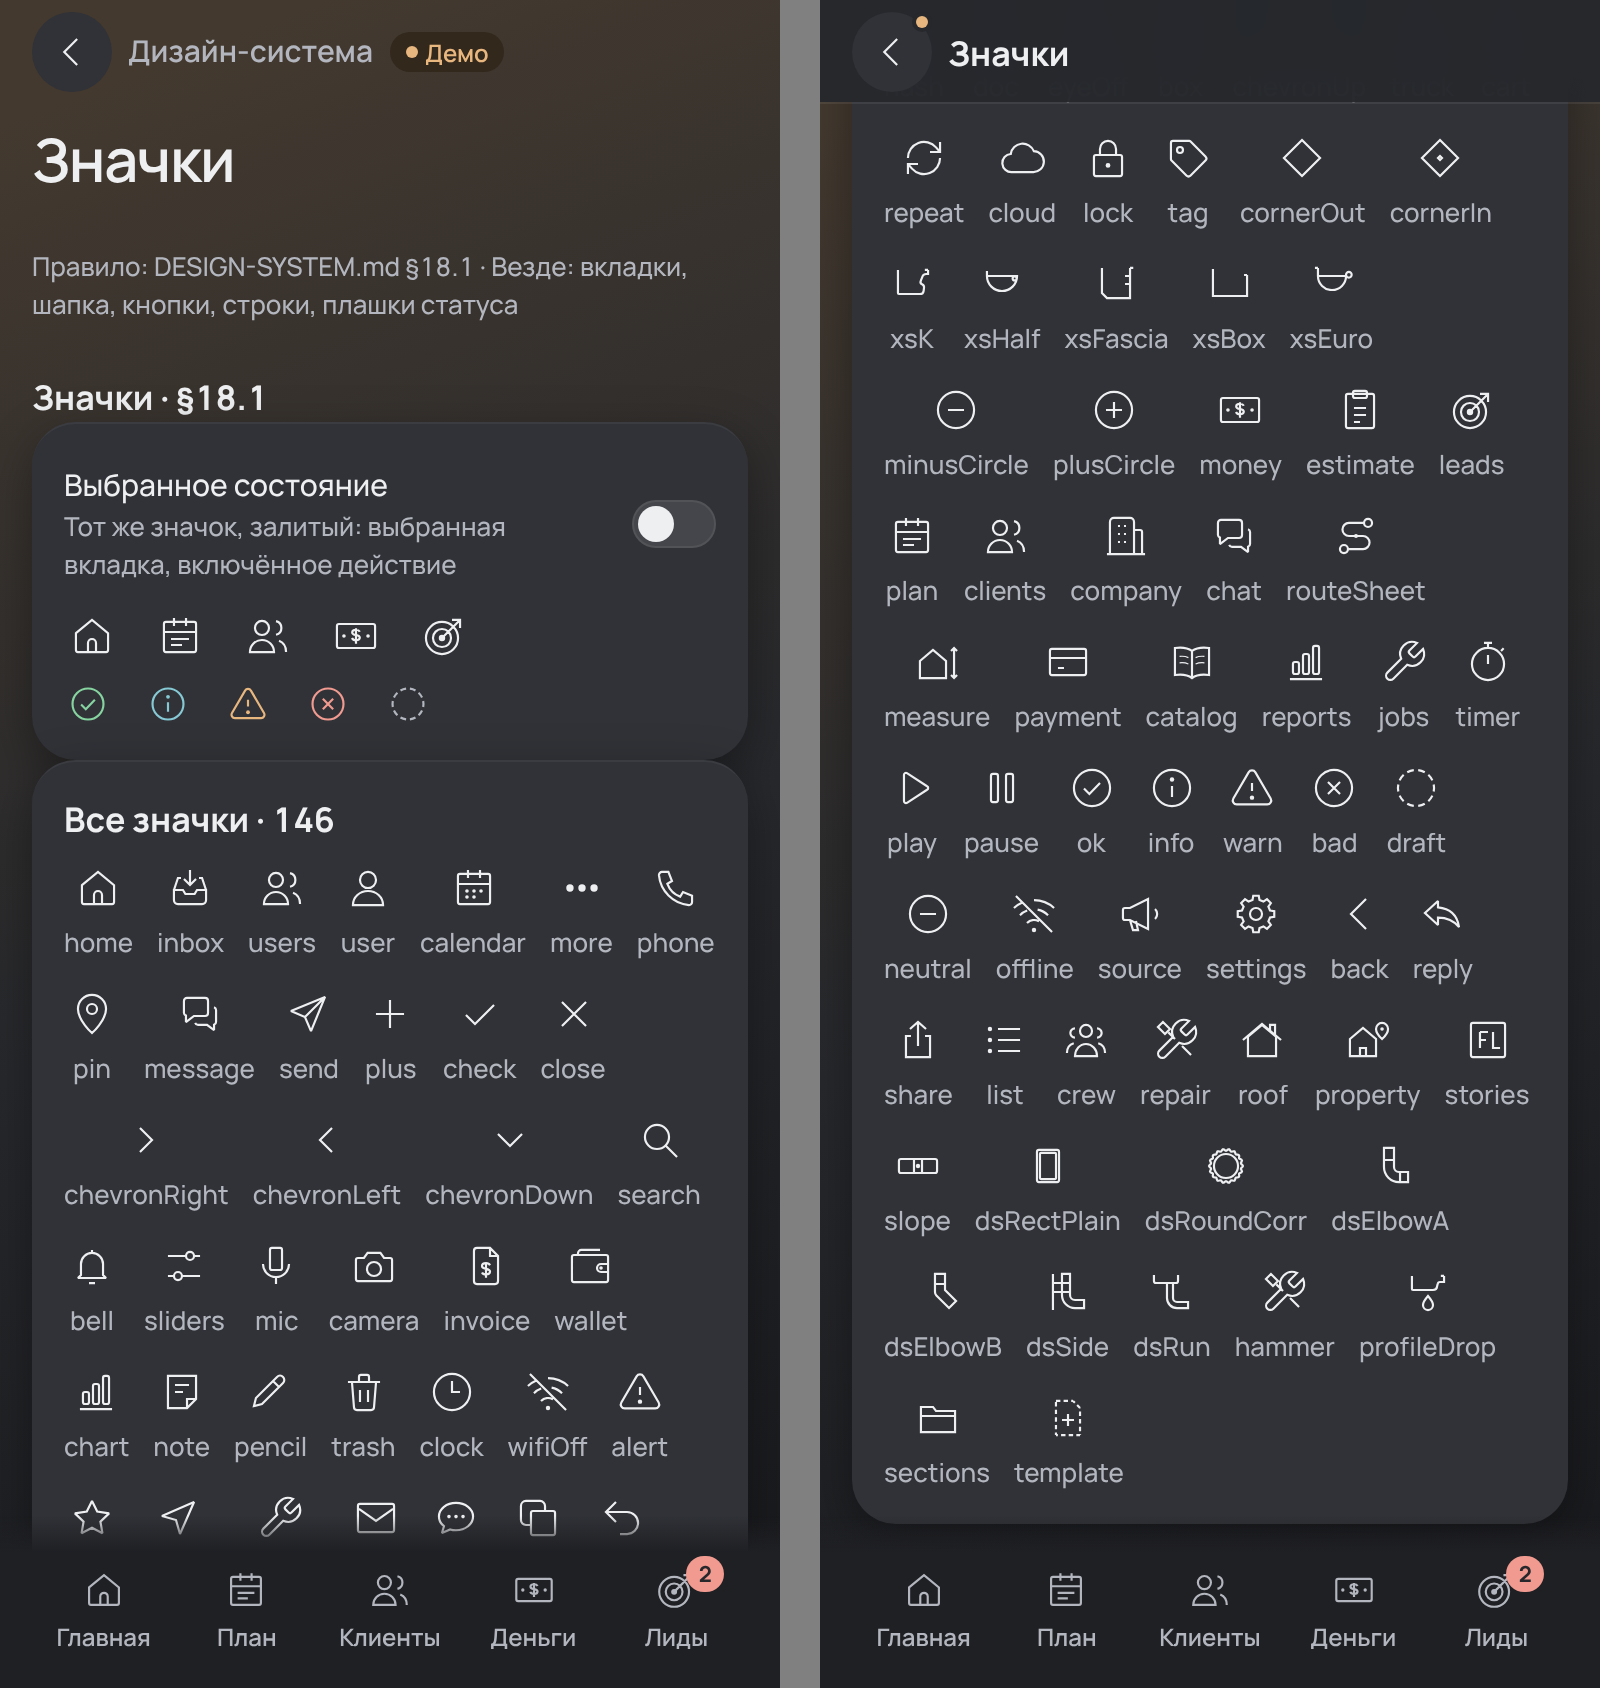 Дизайн-система
Демо
Значки
Правило: DESIGN-SYSTEM.md §18.1 · Везде: вкладки,
шапка, кнопки, строки, плашки статуса
Значки · §18.1
Выбранное состояние
Тот же значок, залитый: выбранная
вкладка, включённое действие
Все значки · 146
home inbox users user calendar more phone
pin message send plus check close
chevronRight chevronLeft chevronDown search
bell sliders mic camera invoice wallet
chart note pencil trash clock wifiOff alert
Главная План Клиенты Деньги Лиды
2
Значки
repeat cloud lock tag cornerOut cornerIn
xsK xsHalf xsFascia xsBox xsEuro
minusCircle plusCircle money estimate leads
plan clients company chat routeSheet
measure payment catalog reports jobs timer
play pause ok info warn bad draft
neutral offline source settings back reply
share list crew repair roof property stories
FL
slope dsRectPlain dsRoundCorr dsElbowA
dsElbowB dsSide dsRun hammer profileDrop
sections template
Главная План Клиенты Деньги Лиды
2